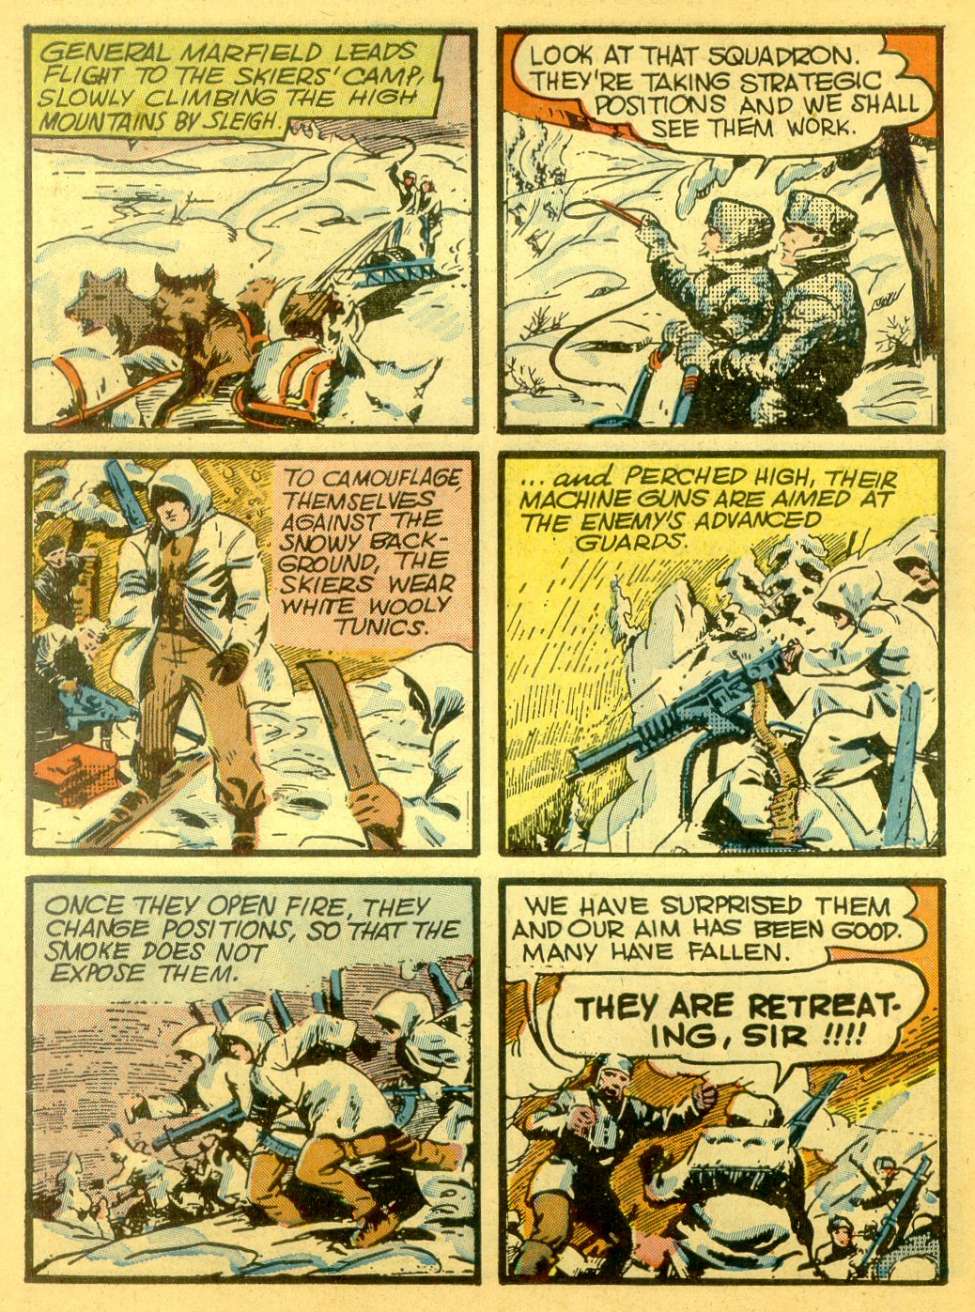 GENERAL MARFIELD LEADS
FLIGHT TO THE SKIERS' CAMP,
SLOWLY CLIMBING THE HIGH
MOUNTAINS BY SLEIGH.
LOOK AT THAT SQUADRON.
THEY'RE TAKING STRATEGIC
POSITIONS AND WE SHALL
SEE THEM WORK.
TO CAMOUFLAGE
THEMSELVES
AGAINST THE
SNOWY BACK-
GROUND, THE
SKIERS WEAR
WHITE WOOLY
TUNICS.
... and PERCHED HIGH, THEIR
MACHINE GUNS ARE AIMED AT
THE ENEMY'S ADVANCED
GUARDS.
ONCE THEY OPEN FIRE, THEY
CHANGE POSITIONS, SO THAT THE
SMOKE DOES NOT
EXPOSE THEM.
WE HAVE SURPRISED THEM
AND OUR AIM HAS BEEN GOOD.
MANY HAVE FALLEN.
THEY ARE RETREAT-
ING, SIR !!!!